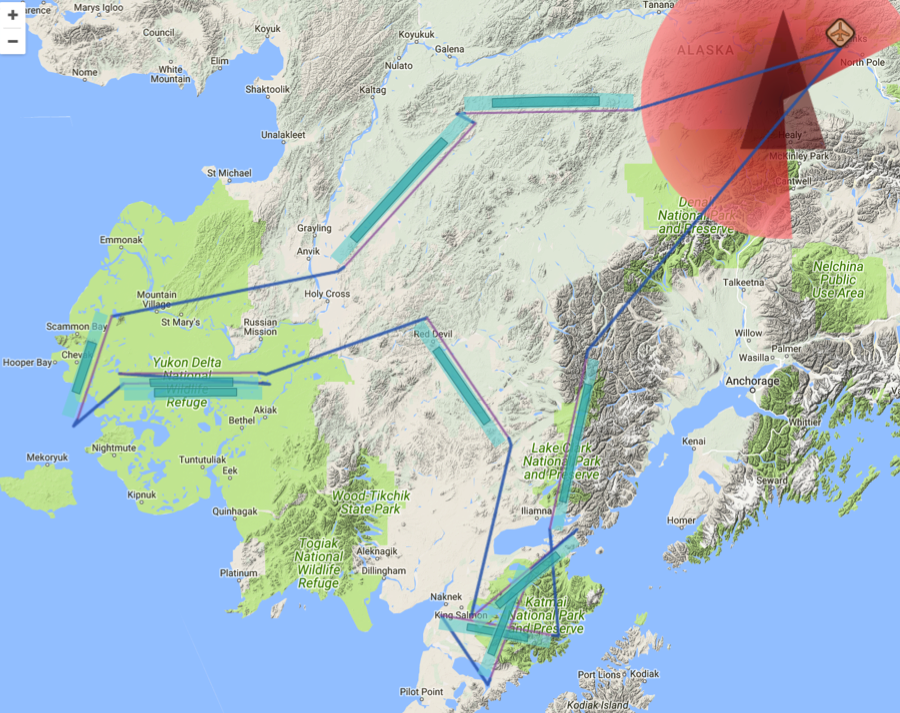 +
−
Marys Igloo
Tanana
Council
Koyuk
Koyukuk
Galena
ALASKA
Nome
White
Mountain
Elim
Nulato
North Pole
Shaktoolik
Kaltag
Unalakleet
Healy
McKinley Park
St Michael
Cantwell
Denali
National Park
and Preserve
Grayling
Emmonak
Anvik
Nelchina
Public
Use Area
Talkeetna
Mountain
Village
Holy Cross
St Mary's
Russian
Mission
Scammon Bay
Red Devil
Willow
Hooper Bay
Palmer
Wasilla
Yukon Delta
National
Wildlife
Refuge
Anchorage
Akiak
Bethel
Whittier
Nightmute
Kenai
Lake Clark
National Park
and Preserve
Mekoryuk
Tuntutuliak
Eek
Seward
Kipnuk
Wood-Tikchik
State Park
Quinhagak
Iliamna
Homer
Togiak
National
Wildlife
Refuge
Aleknagik
Dillingham
Platinum
Naknek
King Salmon
Katmai
National Park
and Preserve
Port Lions
Kodiak
Pilot Point
Kodiak Island